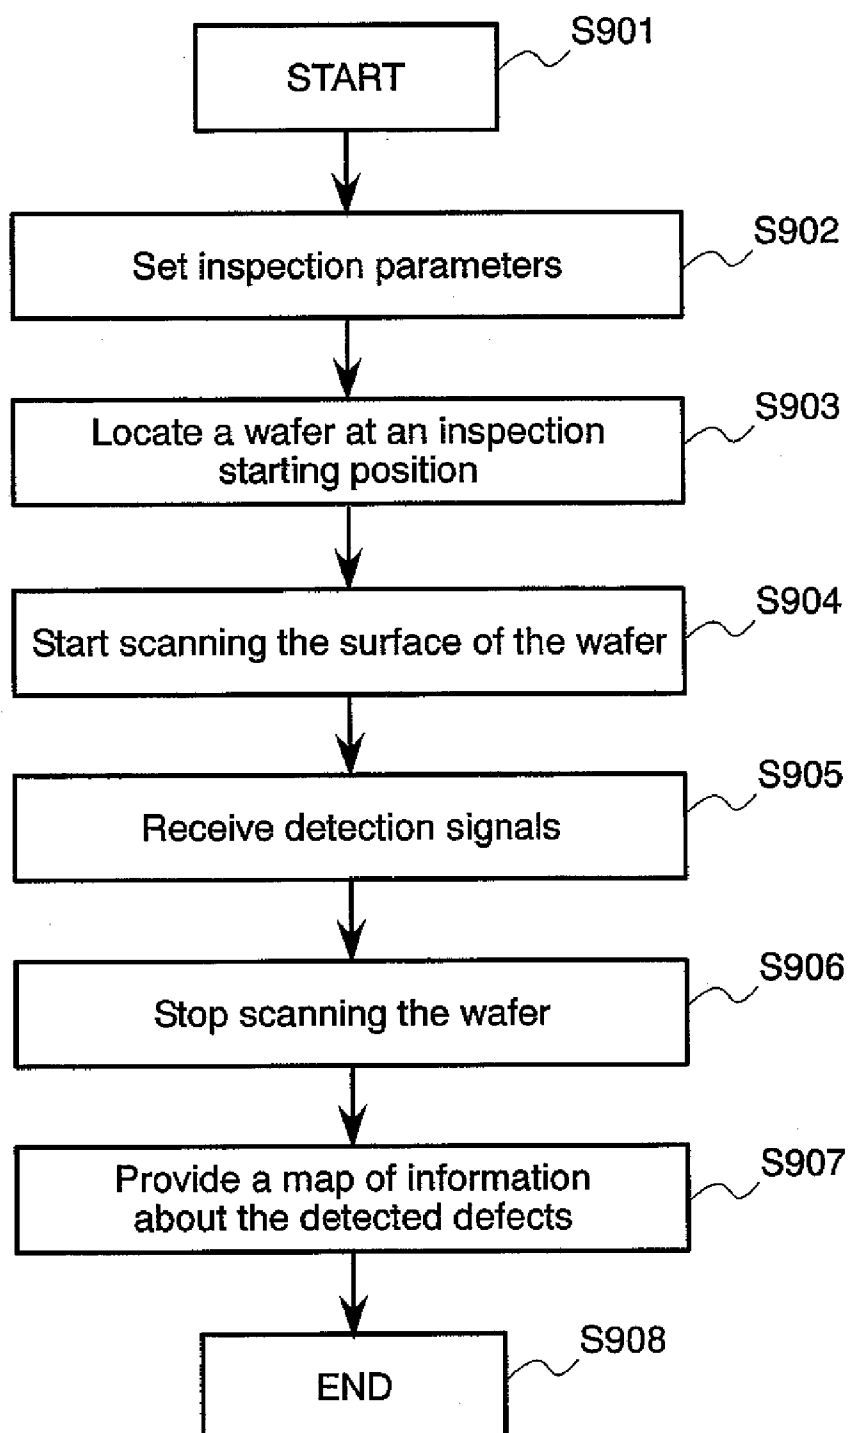 S901
START
S902
Set inspection parameters
S903
Locate a wafer at an inspection
starting position
S904
Start scanning the surface of the wafer
S905
Receive detection signals
S906
Stop scanning the wafer
S907
Provide a map of information
about the detected defects
S908
END